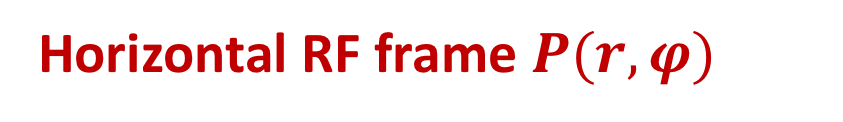 Horizontal RF frame P(r, φ)